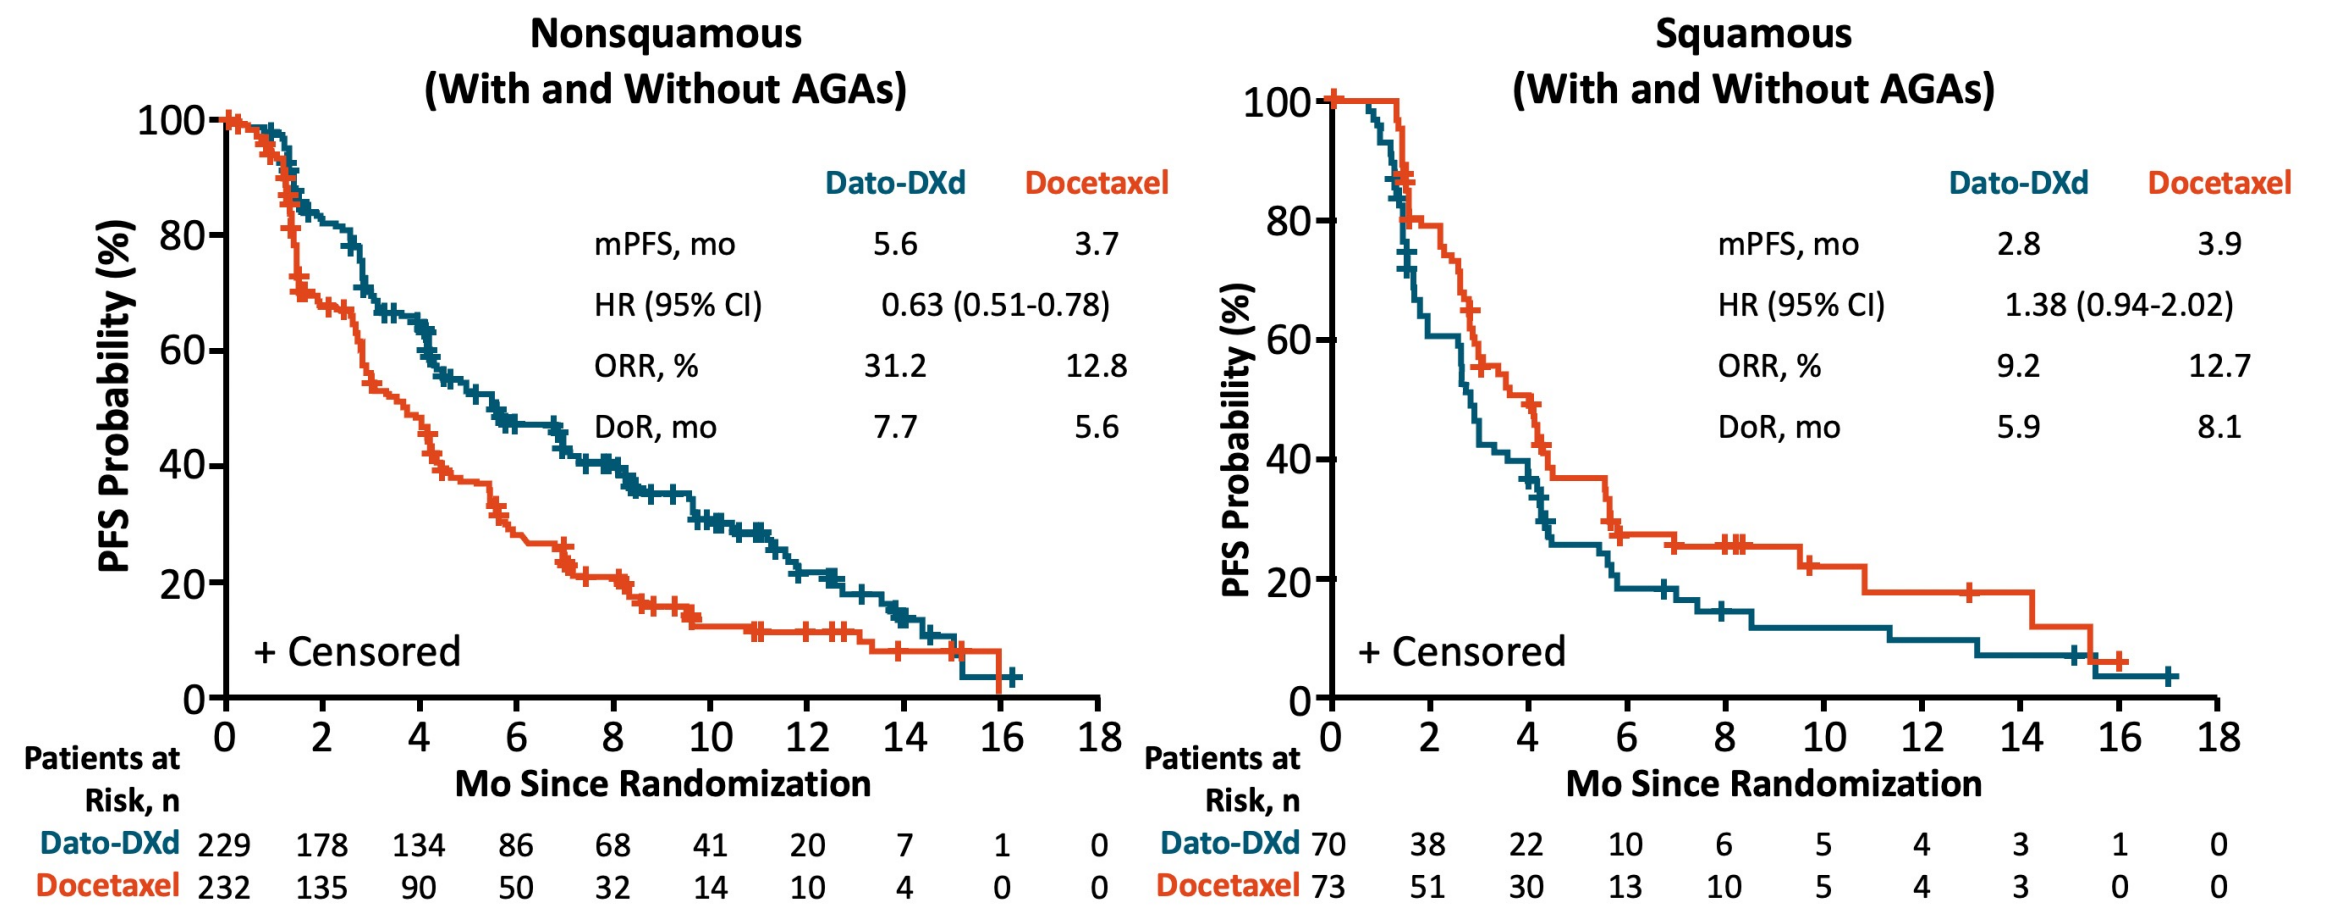 Nonsquamous
(With and Without AGAs)
PFS Probability (%)
100
80
60
40
20
0
Dato-DXd Docetaxel
mPFS, mo 5.6 3.7
HR (95% CI) 0.63 (0.51-0.78)
ORR, % 31.2 12.8
DoR, mo 7.7 5.6
+ Censored
0 2 4 6 8 10 12 14 16 18
Mo Since Randomization
Patients at
Risk, n
Dato-DXd 229 178 134 86 68 41 20 7 1 0
Docetaxel 232 135 90 50 32 14 10 4 0 0
Squamous
(With and Without AGAs)
PFS Probability (%)
100
80
60
40
20
0
Dato-DXd Docetaxel
mPFS, mo 2.8 3.9
HR (95% CI) 1.38 (0.94-2.02)
ORR, % 9.2 12.7
DoR, mo 5.9 8.1
+ Censored
0 2 4 6 8 10 12 14 16 18
Mo Since Randomization
Patients at
Risk, n
Dato-DXd 70 38 22 10 6 5 4 3 1 0
Docetaxel 73 51 30 13 10 5 4 3 0 0